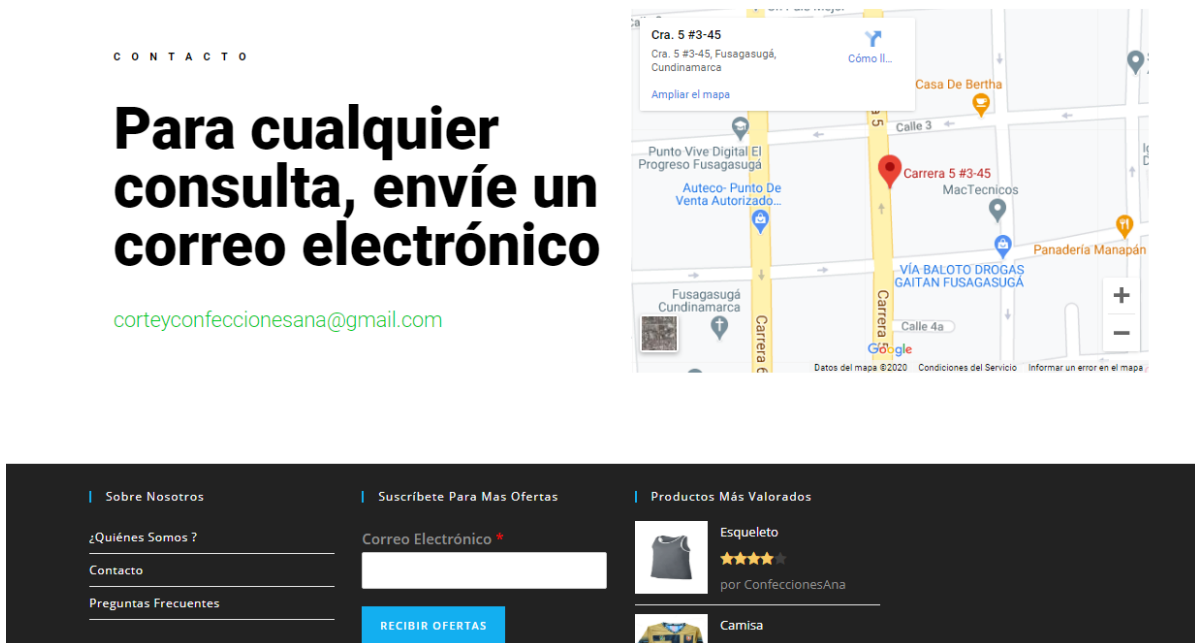 CONTACTO
Para cualquier
consulta, envíe un
correo electrónico
corteyconfeccionesana@gmail.com
Cra. 5 #3-45
Cra. 5 #3-45, Fusagasugá,
Cundinamarca
Cómo ll...
Ampliar el mapa
Casa De Bertha
Calle 3
Punto Vive Digital El
Progreso Fusagasugá
Carrera 5 #3-45
MacTecnicos
Auteco- Punto De
Venta Autorizado...
Panadería Manapán
VÍA BALOTO DROGAS
GAITAN FUSAGASUGÁ
Fusagasugá
Cundinamarca
Carrera 6
Carrera 5
Calle 4a
Google
Datos del mapa ©2020 Condiciones del Servicio Informar un error en el mapa
Sobre Nosotros
¿Quiénes Somos ?
Contacto
Preguntas Frecuentes
Suscríbete Para Mas Ofertas
Correo Electrónico *
RECIBIR OFERTAS
Productos Más Valorados
Esqueleto
por ConfeccionesAna
Camisa